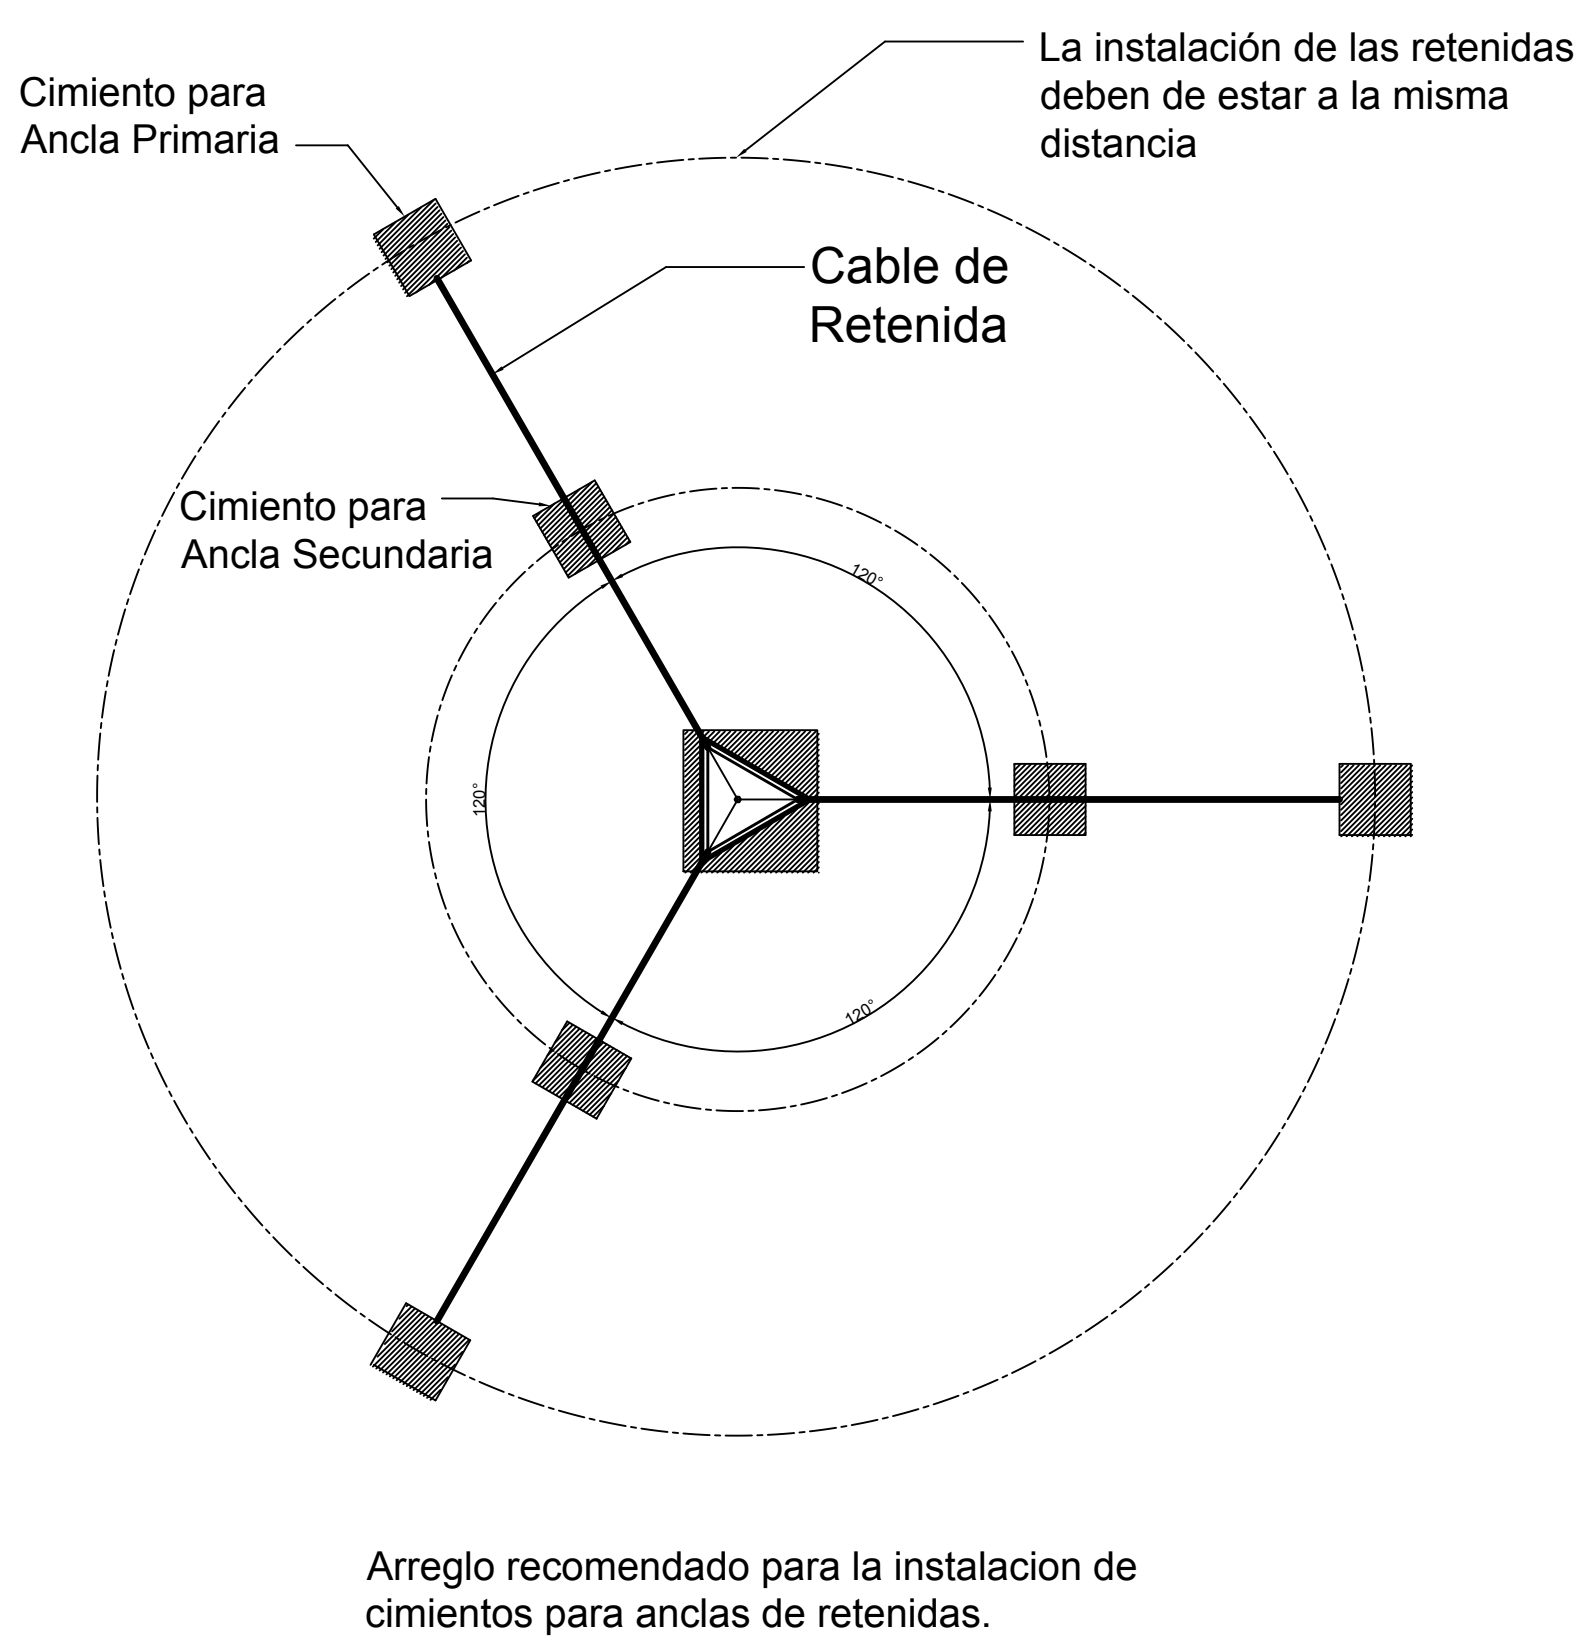 La instalación de las retenidas
deben de estar a la misma
distancia
Cimiento para
Ancla Primaria
Cable de
Retenida
Cimiento para
Ancla Secundaria
120°
120°
120°
Arreglo recomendado para la instalacion de
cimientos para anclas de retenidas.